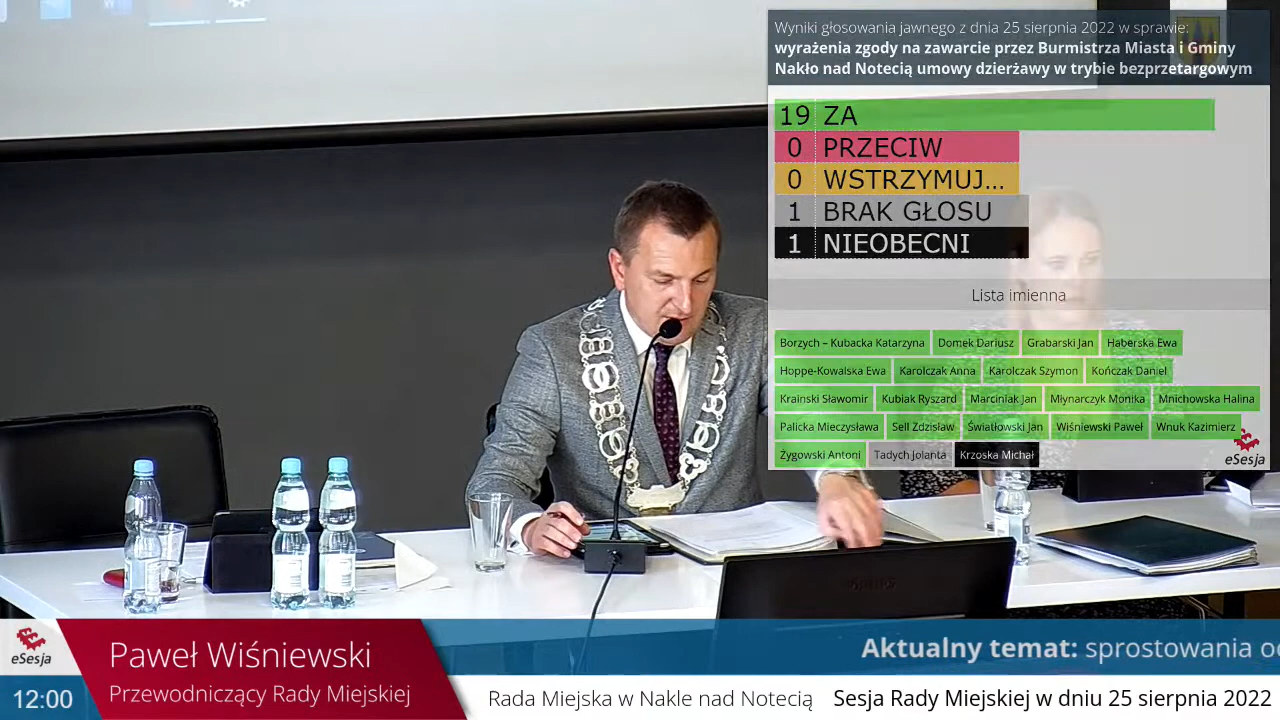 Wyniki głosowania jawnego z dnia 25 sierpnia 2022 w sprawie:
wyrażenia zgody na zawarcie przez Burmistrza Miasta i Gminy
Nakło nad Notecią umowy dzierżawy w trybie bezprzetargowym
19 ZA
0 PRZECIW
0 WSTRZYMUJ...
1 BRAK GŁOSU
1 NIEOBECNI
Lista imienna
Borzych – Kubacka Katarzyna Domek Dariusz Grabarski Jan Haberska Ewa
Hoppe-Kowalska Ewa Karolczak Anna Karolczak Szymon Kończak Daniel
Krainski Sławomir Kubiak Ryszard Marciniak Jan Młynarczyk Monika Mnichowska Halina
Palicka Mieczysława Sell Zdzisław Światłowski Jan Wiśniewski Paweł Wnuk Kazimierz
Żygowski Antoni Tadych Jolanta Krzoska Michał
eSesja
eSesja
Paweł Wiśniewski
Przewodniczący Rady Miejskiej
Aktualny temat: sprostowania
12:00
Rada Miejska w Nakle nad Notecią Sesja Rady Miejskiej w dniu 25 sierpnia 2022